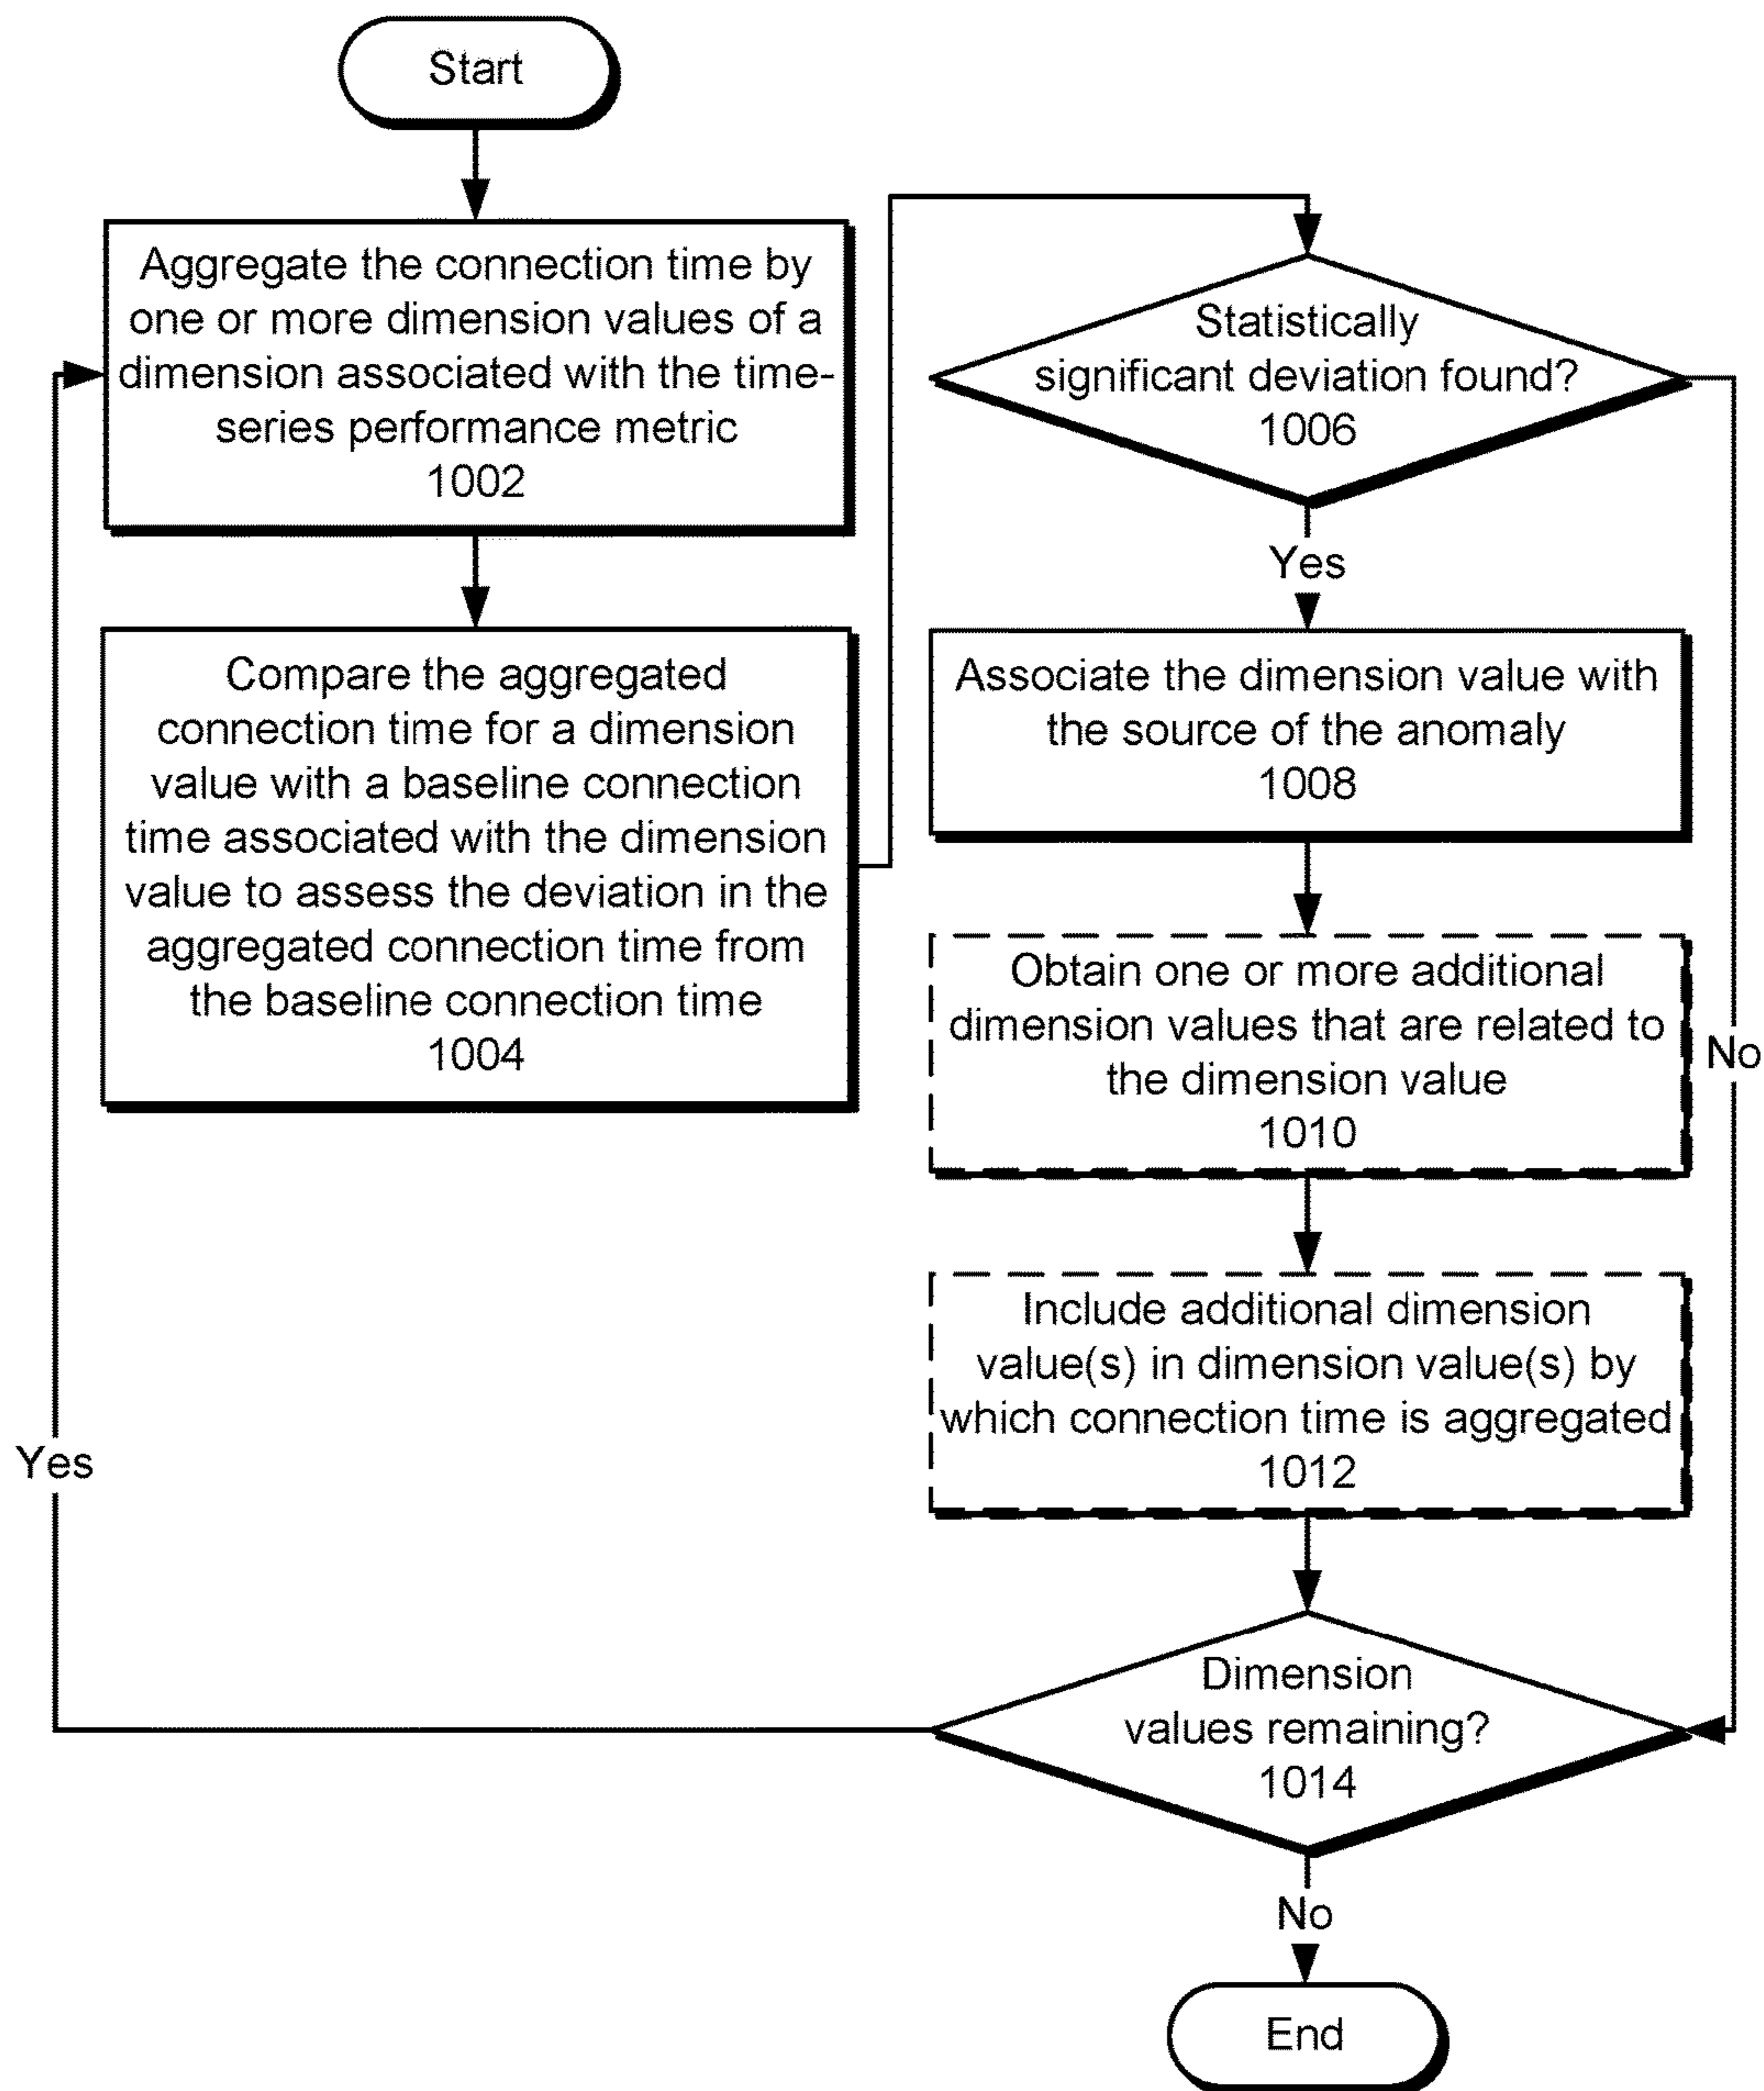 Start
Aggregate the connection time by
one or more dimension values of a
dimension associated with the time-
series performance metric
1002
Compare the aggregated
connection time for a dimension
value with a baseline connection
time associated with the dimension
value to assess the deviation in the
aggregated connection time from
the baseline connection time
1004
Statistically
significant deviation found?
1006
Yes
Associate the dimension value with
the source of the anomaly
1008
Obtain one or more additional
dimension values that are related to
the dimension value
1010
No
Include additional dimension
value(s) in dimension value(s) by
which connection time is aggregated
1012
Yes
Dimension
values remaining?
1014
No
End